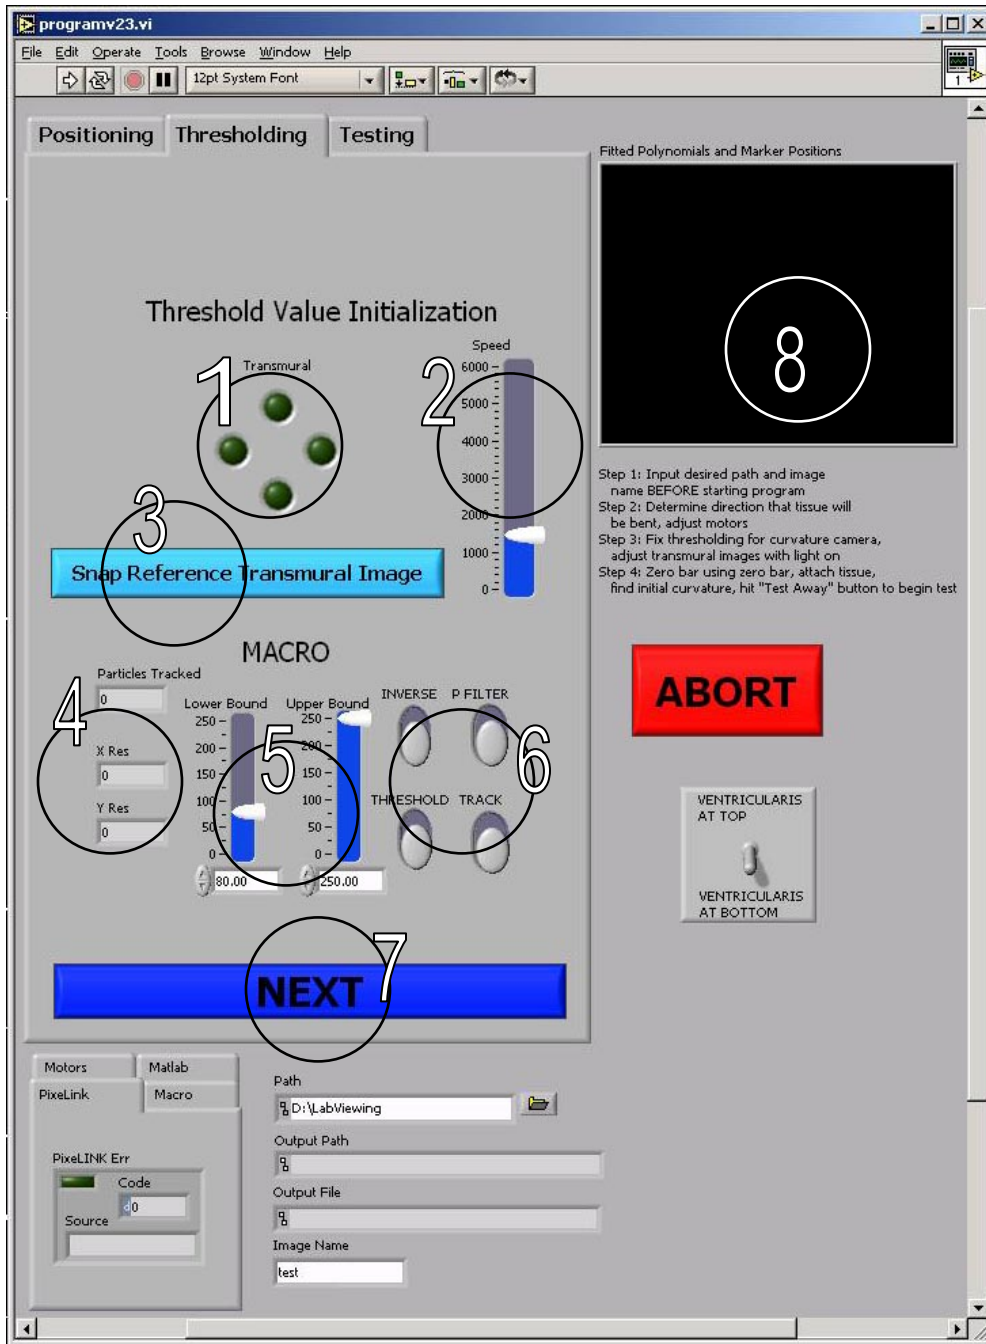 programv23.vi
File Edit Operate Tools Browse Window Help
12pt System Font
1
Positioning Thresholding Testing
Fitted Polynomials and Marker Positions
8
Threshold Value Initialization
1
Transmural
2
Speed
6000
5000
4000
3000
2000
1000
0
Step 1: Input desired path and image
name BEFORE starting program
Step 2: Determine direction that tissue will
be bent, adjust motors
Step 3: Fix thresholding for curvature camera,
adjust transmural images with light on
Step 4: Zero bar using zero bar, attach tissue,
find initial curvature, hit "Test Away" button to begin test
3
Snap Reference Transmural Image
MACRO
4
Particles Tracked
0
X Res
0
Y Res
0
5
Lower Bound
250
200
150
100
50
0
80.00
Upper Bound
250
200
150
100
50
0
250.00
INVERSE P FILTER
6
THRESHOLD TRACK
ABORT
VENTRICULARIS
AT TOP
VENTRICULARIS
AT BOTTOM
7
NEXT
Motors Matlab
PixeLink Macro
PixeLINK Err
Code
d0
Source
Path
D:\LabViewing
Output Path
Output File
Image Name
test